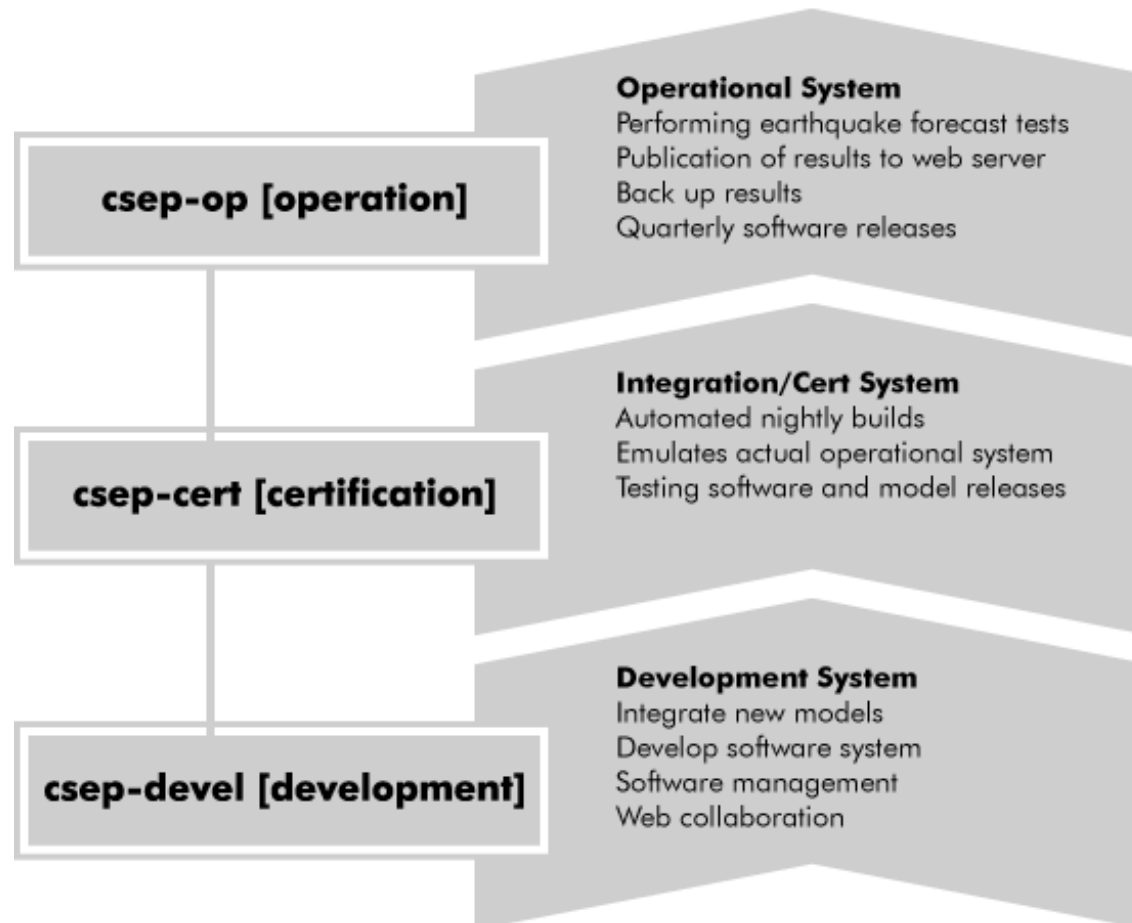 Operational System
Performing earthquake forecast tests
Publication of results to web server
Back up results
Quarterly software releases
csep-op [operation]
Integration/Cert System
Automated nightly builds
Emulates actual operational system
Testing software and model releases
csep-cert [certification]
Development System
Integrate new models
Develop software system
Software management
Web collaboration
csep-devel [development]